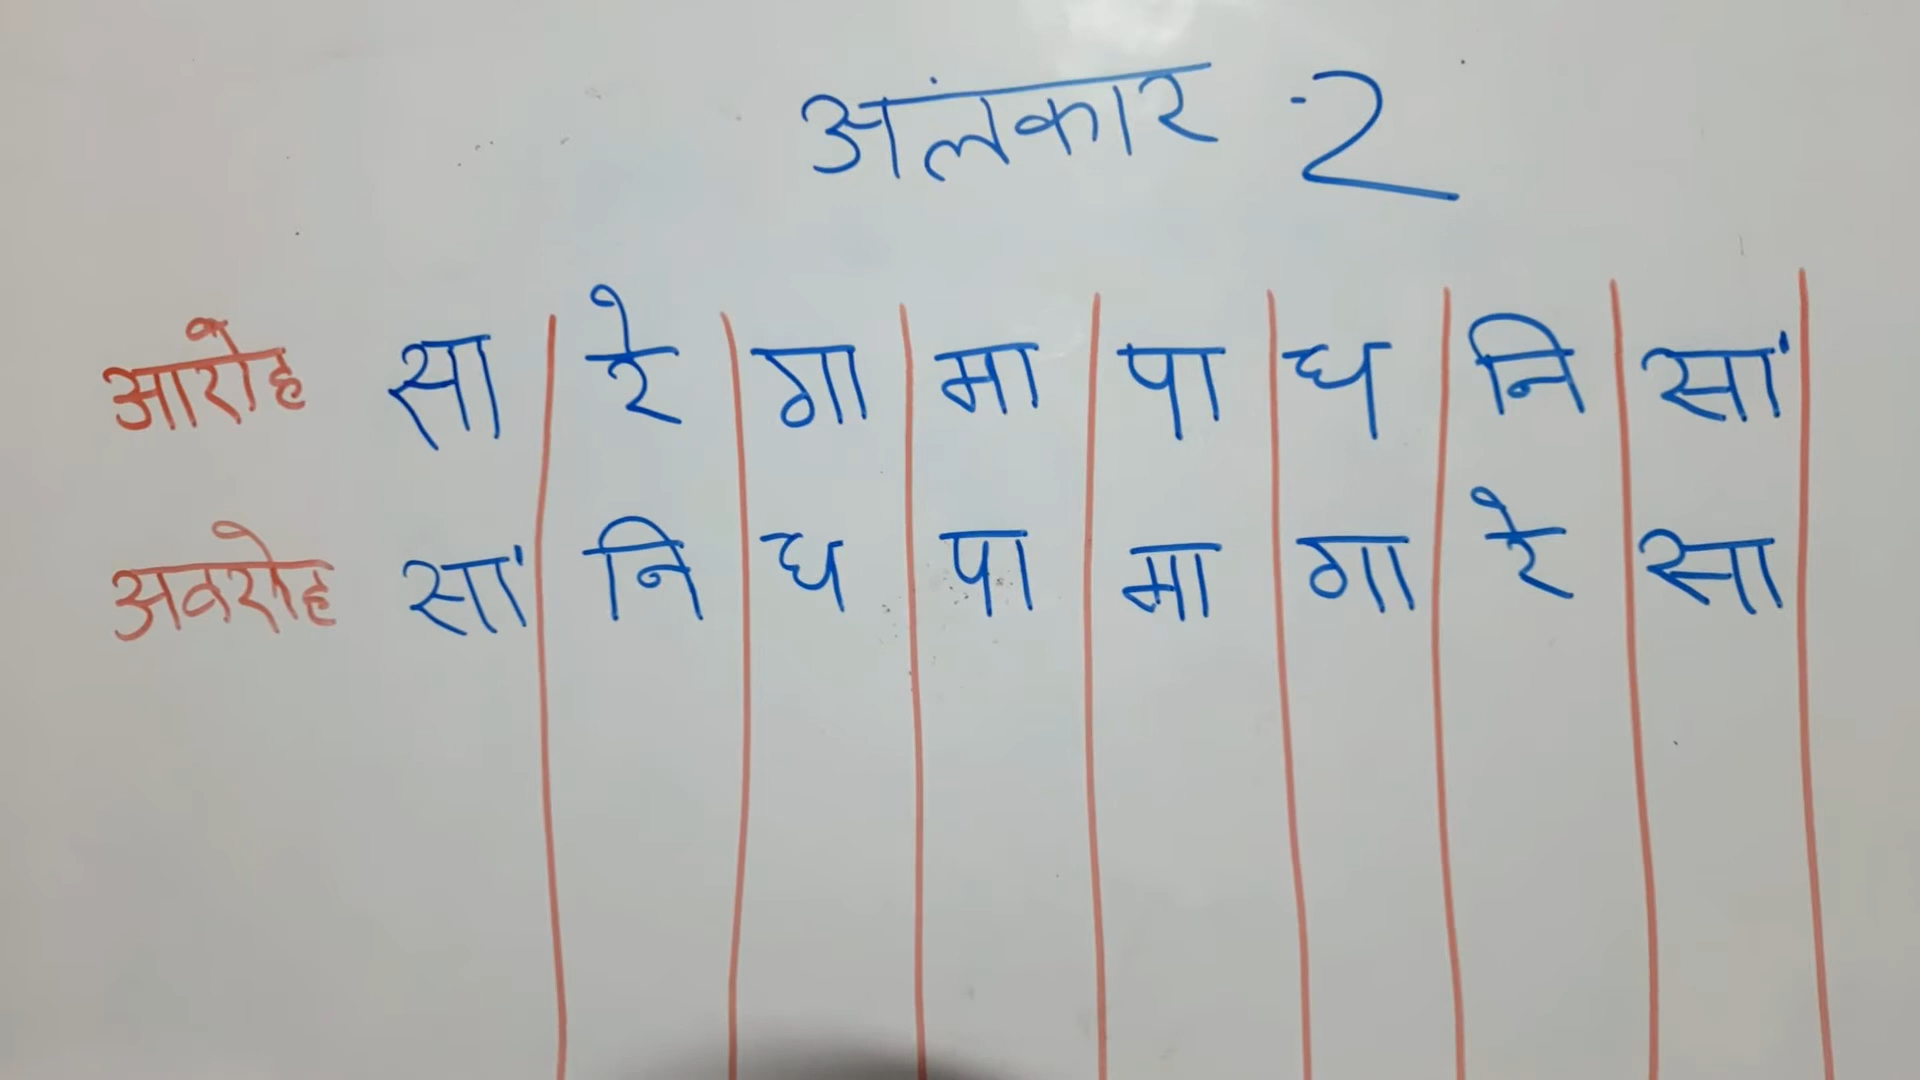 अलंकार -2
आरोह सा रे गा मा पा ध नि सां
अवरोह सां नि ध पा मा गा रे सा